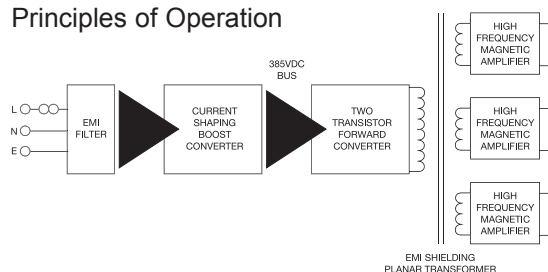 Principles of Operation
L
N
E
EMI
FILTER
CURRENT
SHAPING
BOOST
CONVERTER
385VDC
BUS
TWO
TRANSISTOR
FORWARD
CONVERTER
HIGH
FREQUENCY
MAGNETIC
AMPLIFIER
HIGH
FREQUENCY
MAGNETIC
AMPLIFIER
HIGH
FREQUENCY
MAGNETIC
AMPLIFIER
EMI SHIELDING
PLANAR TRANSFORMER